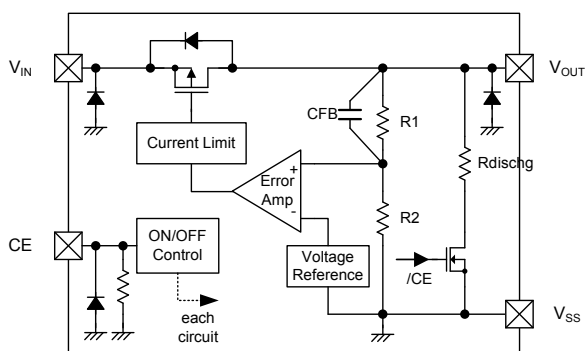 VIN
VOUT
CFB
R1
Current Limit
Rdischg
+
Error
Amp
-
R2
CE
ON/OFF
Control
Voltage
Reference
/CE
each
circuit
VSS